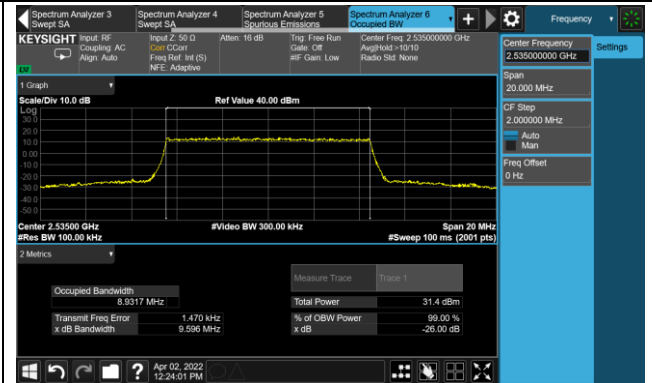 Spectrum Analyzer 3
Swept SA
Spectrum Analyzer 4
Swept SA
Spectrum Analyzer 5
Spurious Emissions
Spectrum Analyzer 6
Occupied BW
Frequency
KEYSIGHT
Input: RF
Coupling: AC
Align: Auto
Input Z: 50 Ω
Corr CCorr
Freq Ref: Int (S)
NFE: Adaptive
Atten: 16 dB
Trig: Free Run
Gate: Off
#IF Gain: Low
Center Freq: 2.535000000 GHz
Avg|Hold:>10/10
Radio Std: None
Center Frequency
2.535000000 GHz
Settings
Span
20.000 MHz
CF Step
2.000000 MHz
Auto
Man
Freq Offset
0 Hz
1 Graph
Scale/Div 10.0 dB
Ref Value 40.00 dBm
Log
30.0
20.0
10.0
0.00
-10.0
-20.0
-30.0
-40.0
-50.0
Center 2.53500 GHz
#Video BW 300.00 kHz
Span 20 MHz
#Res BW 100.00 kHz
#Sweep 100 ms (2001 pts)
2 Metrics
Measure Trace
Trace 1
Occupied Bandwidth
8.9317 MHz
Total Power
31.4 dBm
Transmit Freq Error
1.470 kHz
% of OBW Power
99.00 %
x dB Bandwidth
9.596 MHz
x dB
-26.00 dB
Apr 02, 2022
12:24:01 PM